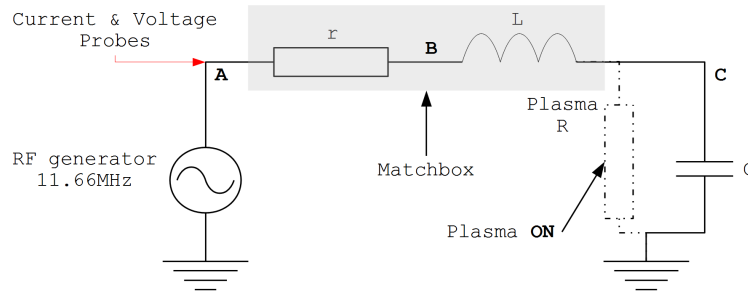 Current & Voltage
Probes
r
L
A
B
C
Plasma
R
RF generator
11.66MHz
Matchbox
C
Plasma ON